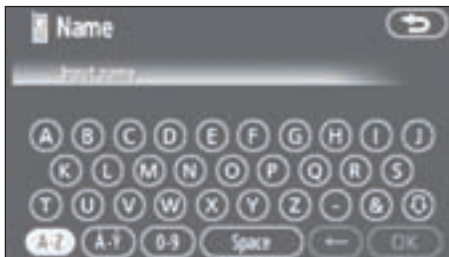 Name
Input name.
A B C D E F G H I J
K L M N O P Q R S
T U V W X Y Z - & 
A-Z À-Ý 0-9 Space ← OK